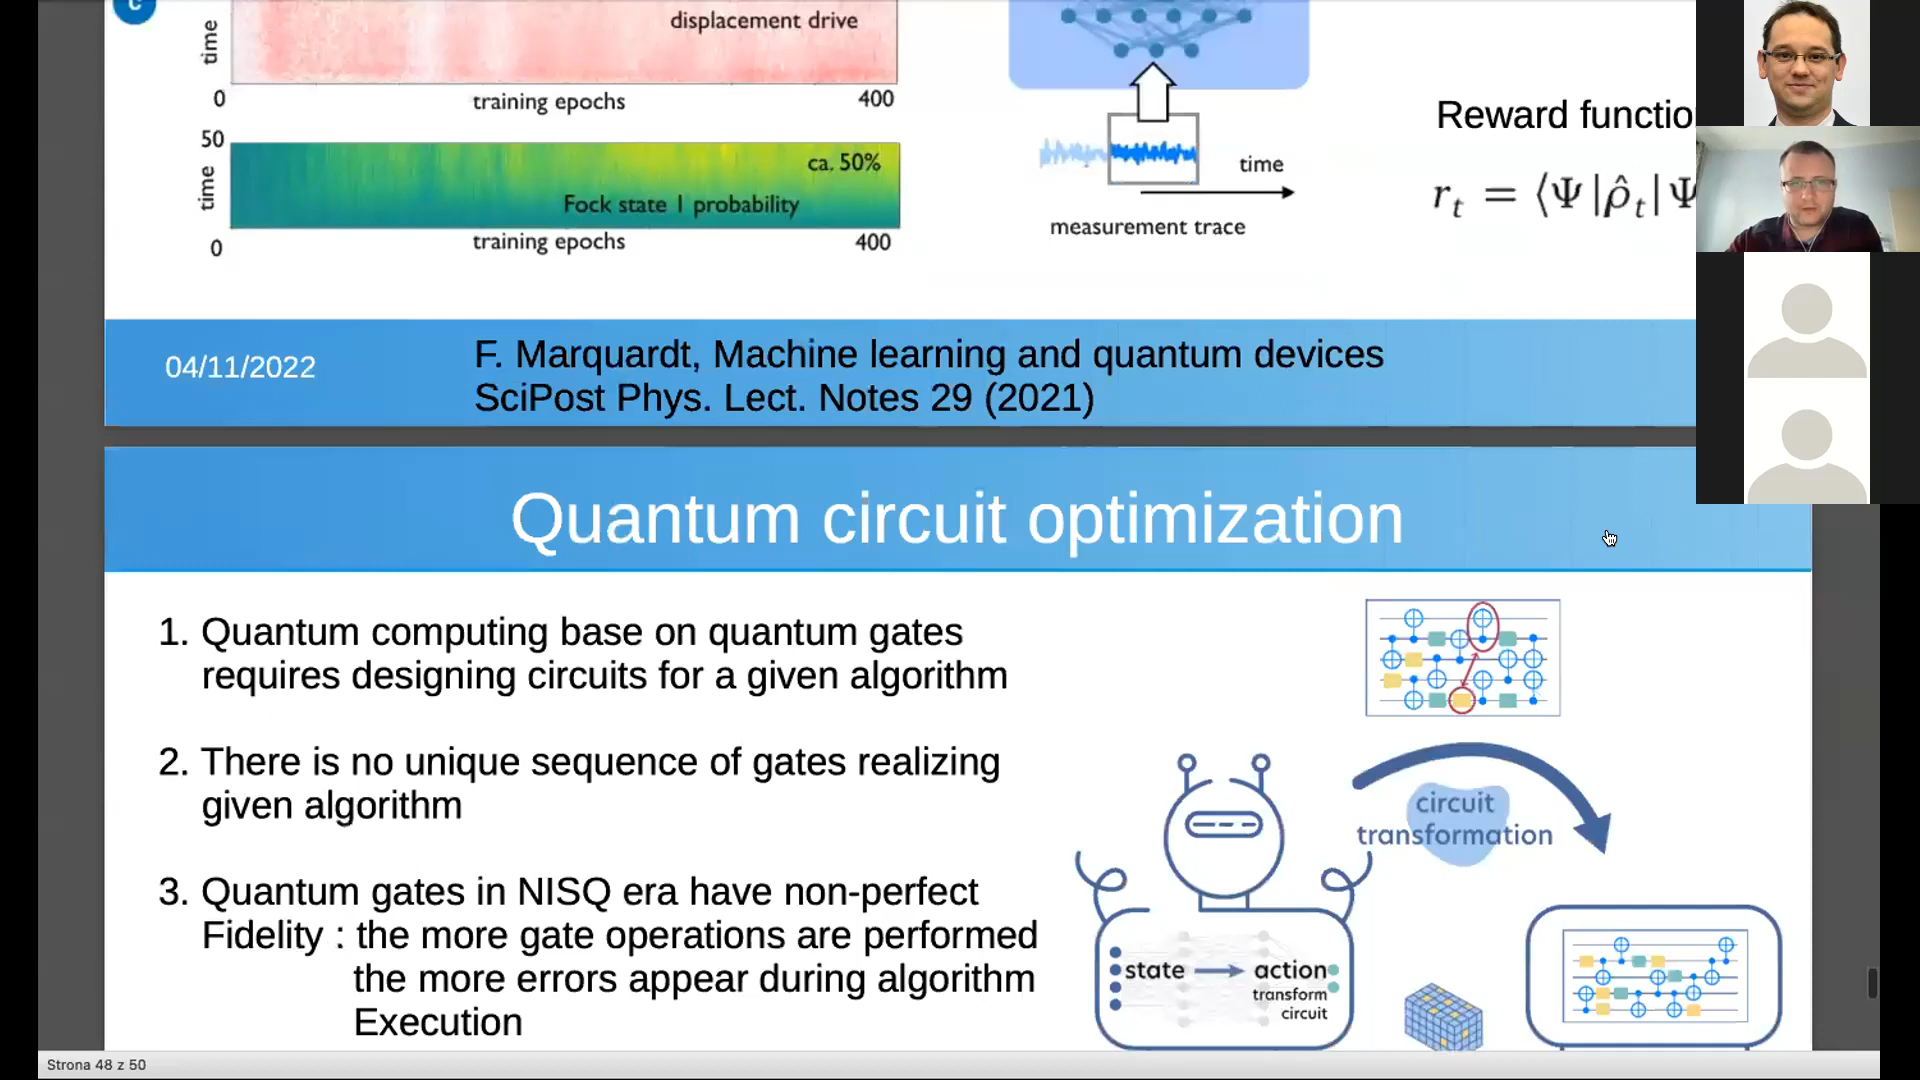 c
time
displacement drive
0
training epochs
400
50
time
ca. 50%
Fock state 1 probability
0
training epochs
400
time
measurement trace
Reward functio
r_t = ⟨Ψ|ρ̂_t|Ψ
04/11/2022
F. Marquardt, Machine learning and quantum devices
SciPost Phys. Lect. Notes 29 (2021)
Quantum circuit optimization
1. Quantum computing base on quantum gates
requires designing circuits for a given algorithm
2. There is no unique sequence of gates realizing
given algorithm
3. Quantum gates in NISQ era have non-perfect
Fidelity : the more gate operations are performed
the more errors appear during algorithm
Execution
circuit
transformation
state
action
transform
circuit
Strona 48 z 50